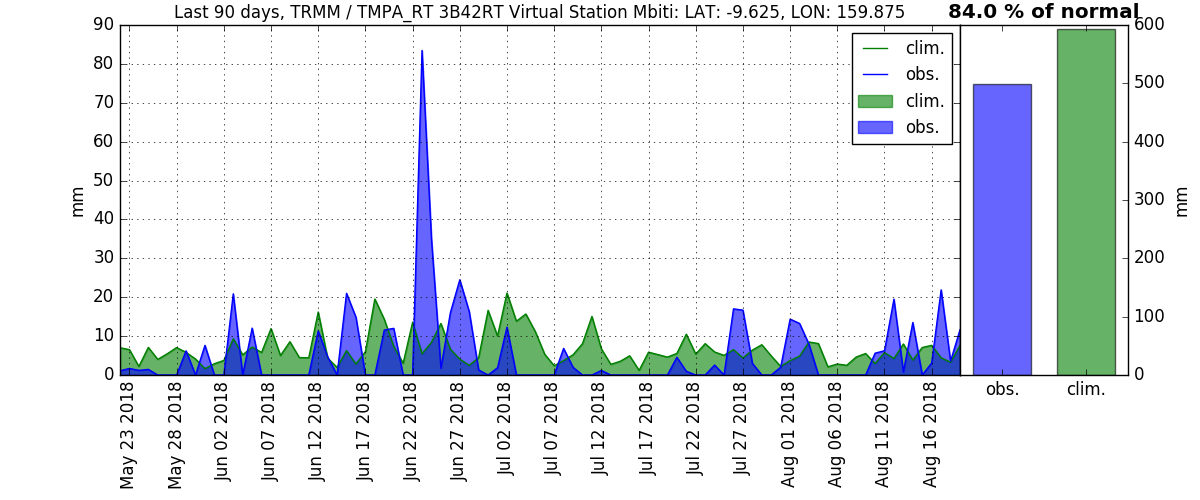 Last 90 days, TRMM / TMPA_RT 3B42RT Virtual Station Mbiti: LAT: -9.625, LON: 159.875
84.0 % of normal
90
80
70
60
50
40
30
20
10
0
mm
clim.
obs.
clim.
obs.
600
500
400
300
200
100
0
mm
May 23 2018
May 28 2018
Jun 02 2018
Jun 07 2018
Jun 12 2018
Jun 17 2018
Jun 22 2018
Jun 27 2018
Jul 02 2018
Jul 07 2018
Jul 12 2018
Jul 17 2018
Jul 22 2018
Jul 27 2018
Aug 01 2018
Aug 06 2018
Aug 11 2018
Aug 16 2018
obs.
clim.